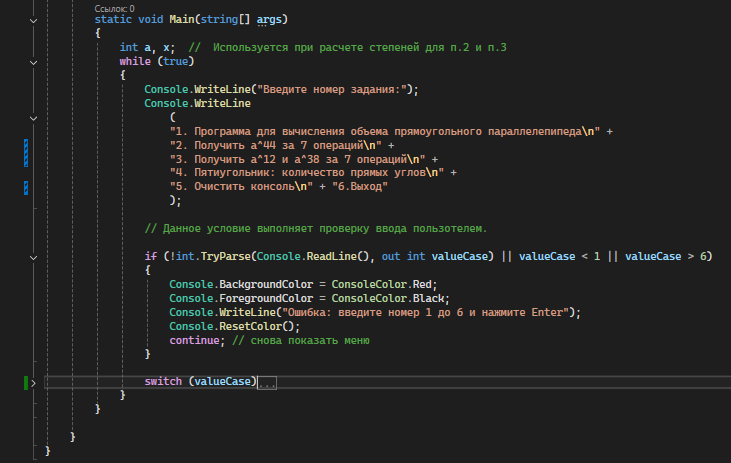 Ссылок: 0
static void Main(string[] args)
{
int a, x;  //  Используется при расчете степеней для п.2 и п.3
while (true)
{
Console.WriteLine("Введите номер задания:");
Console.WriteLine
(
"1. Программа для вычисления объема прямоугольного параллелепипеда\n" +
"2. Получить a^44 за 7 операций\n" +
"3. Получить a^12 и a^38 за 7 операций\n" +
"4. Пятиугольник: количество прямых углов\n" +
"5. Очистить консоль\n" + "6.Выход"
);
// Данное условие выполняет проверку ввода пользотелем.
if (!int.TryParse(Console.ReadLine(), out int valueCase) || valueCase < 1 || valueCase > 6)
{
Console.BackgroundColor = ConsoleColor.Red;
Console.ForegroundColor = ConsoleColor.Black;
Console.WriteLine("Ошибка: введите номер 1 до 6 и нажмите Enter");
Console.ResetColor();
continue; // снова показать меню
}
switch (valueCase)...
}
}
}
}